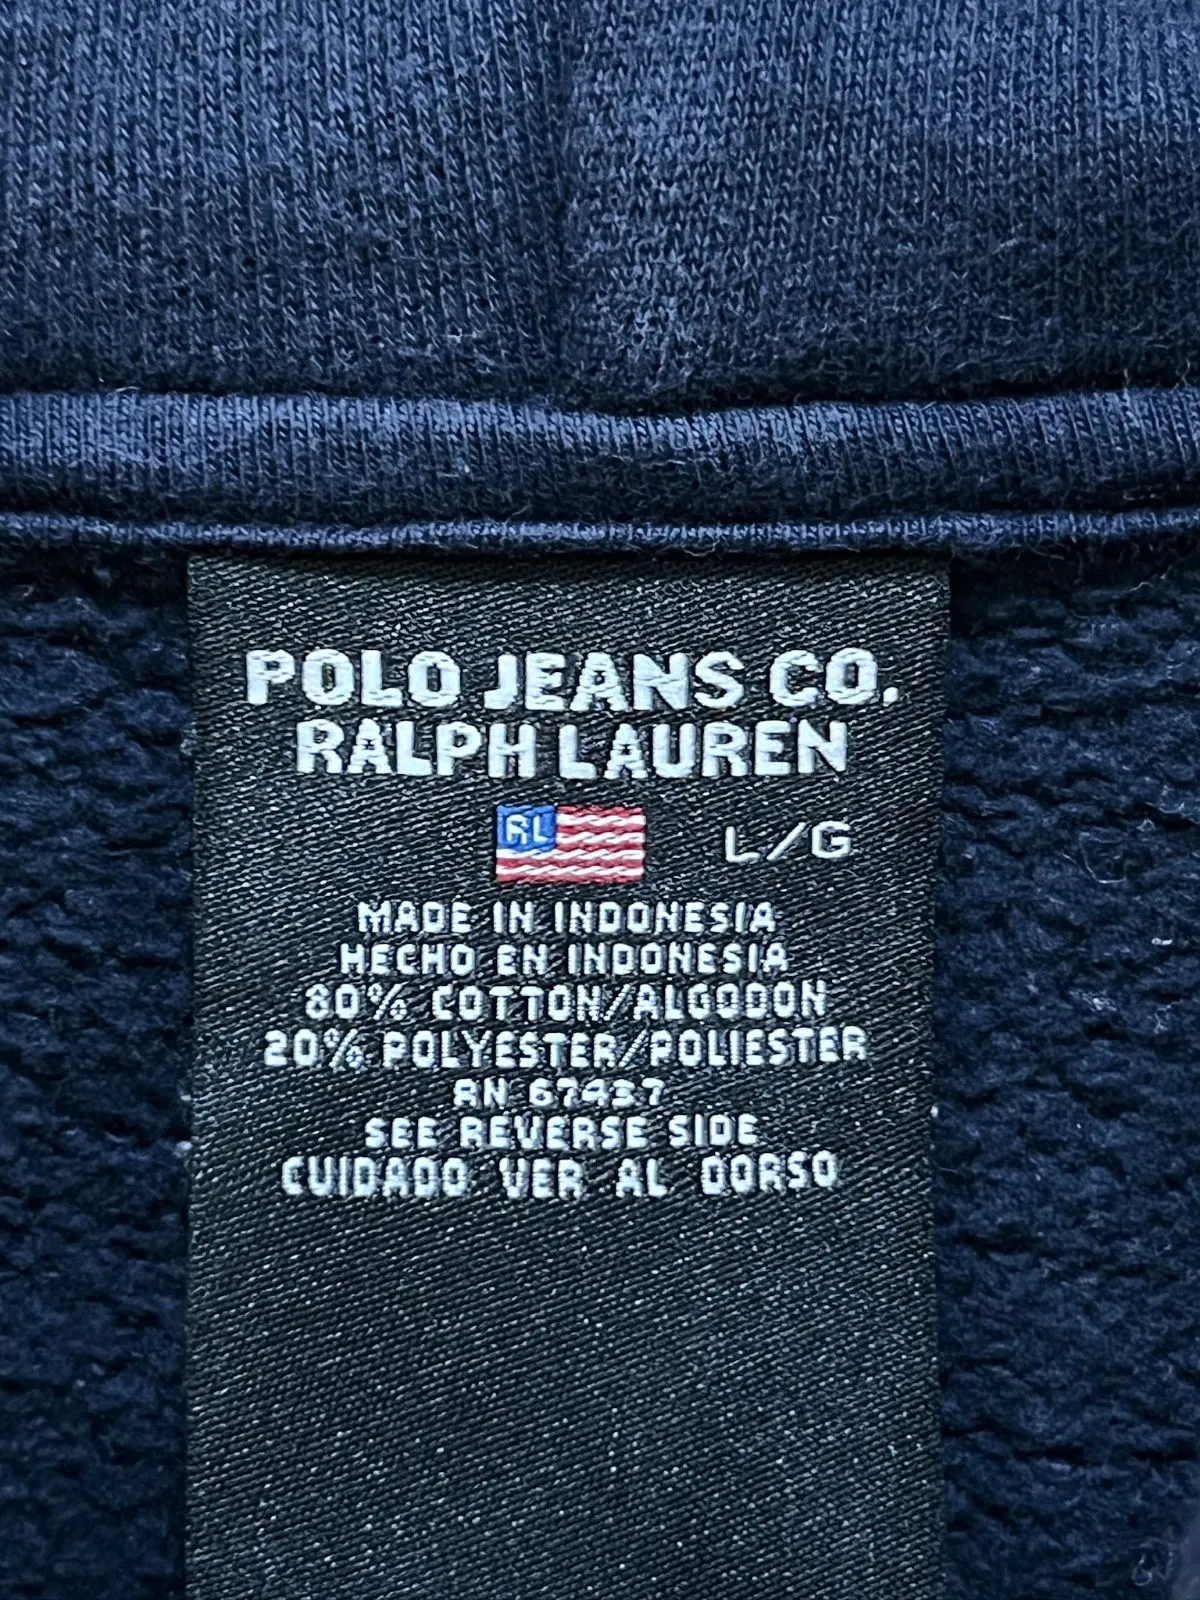 POLO JEANS CO.
RALPH LAUREN
RL L/G
MADE IN INDONESIA
HECHO EN INDONESIA
80% COTTON/ALGODON
20% POLYESTER/POLIESTER
RN 67437
SEE REVERSE SIDE
CUIDADO VER AL DORSO